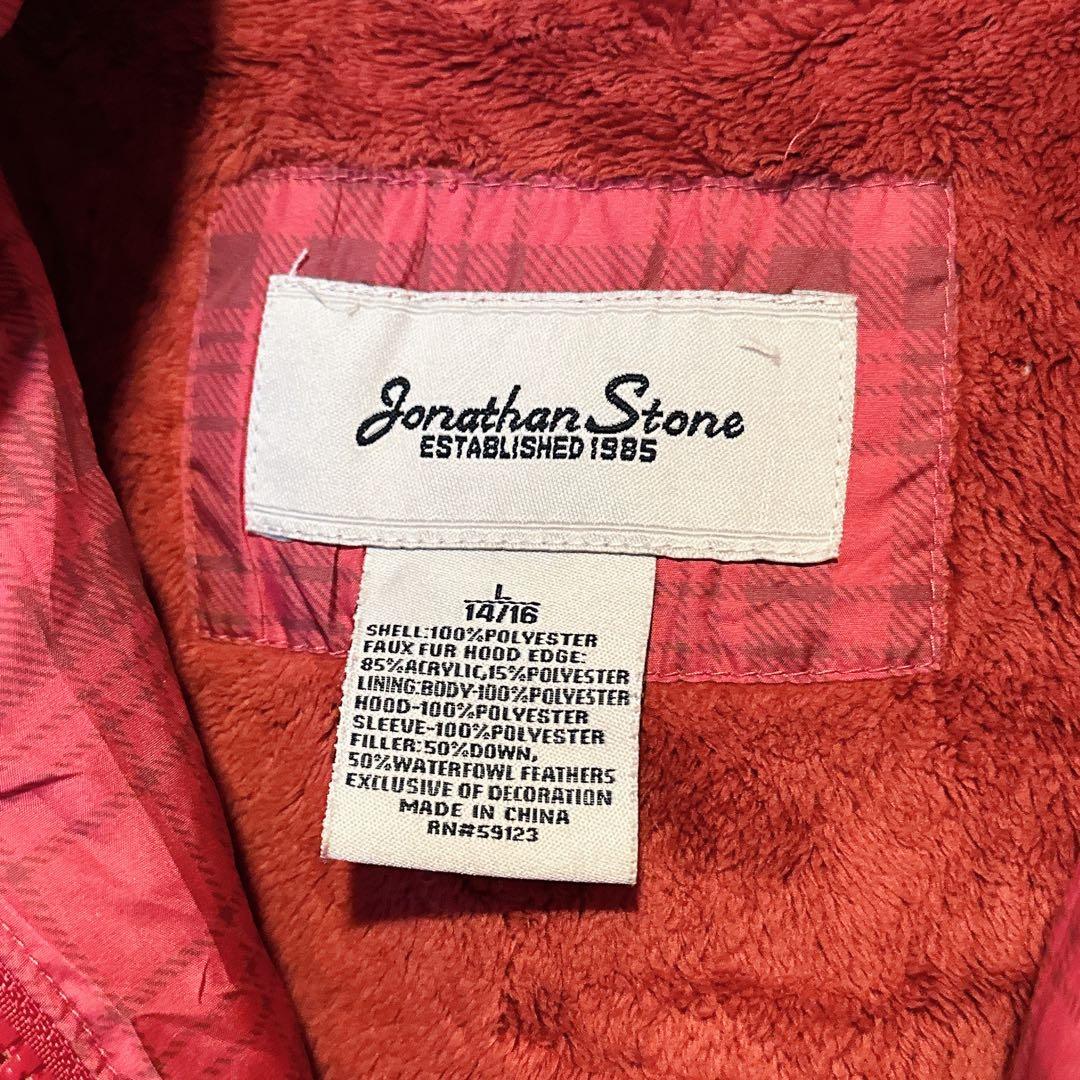 Jonathan Stone
ESTABLISHED 1985
L
14/16
SHELL:100%POLYESTER
FAUX FUR HOOD EDGE:
85%ACRYLIC,15%POLYESTER
LINING:BODY-100%POLYESTER
HOOD-100%POLYESTER
SLEEVE-100%POLYESTER
FILLER:50%DOWN,
50%WATERFOWL FEATHERS
EXCLUSIVE OF DECORATION
MADE IN CHINA
RN#59123